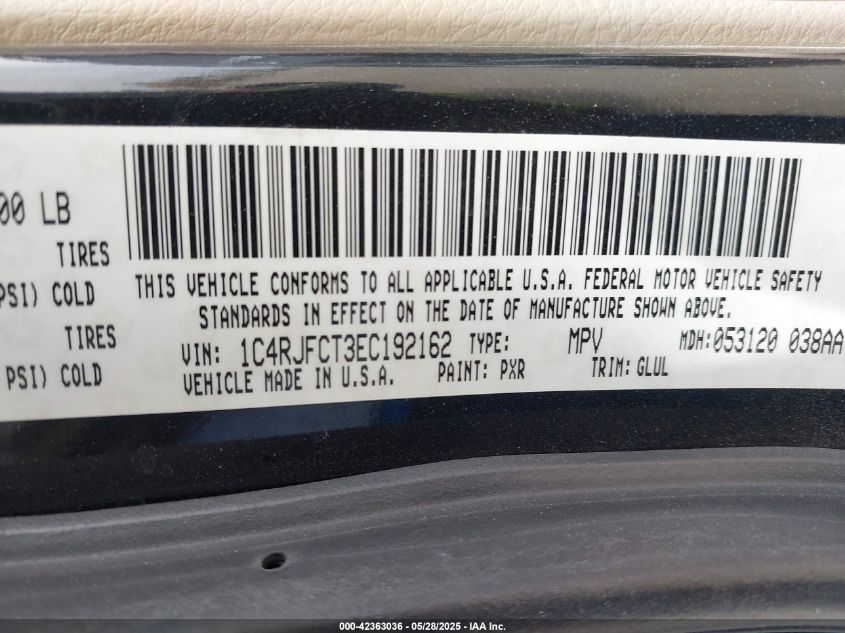 00 LB
TIRES
PSI) COLD
TIRES
PSI) COLD
THIS VEHICLE CONFORMS TO ALL APPLICABLE U.S.A. FEDERAL MOTOR VEHICLE SAFETY
STANDARDS IN EFFECT ON THE DATE OF MANUFACTURE SHOWN ABOVE.
VIN: 1C4RJFCT3EC192162 TYPE: MPV MDH:053120 038AA
VEHICLE MADE IN U.S.A. PAINT: PXR TRIM: GLUL
000-42363036 - 05/28/2025 - IAA Inc.